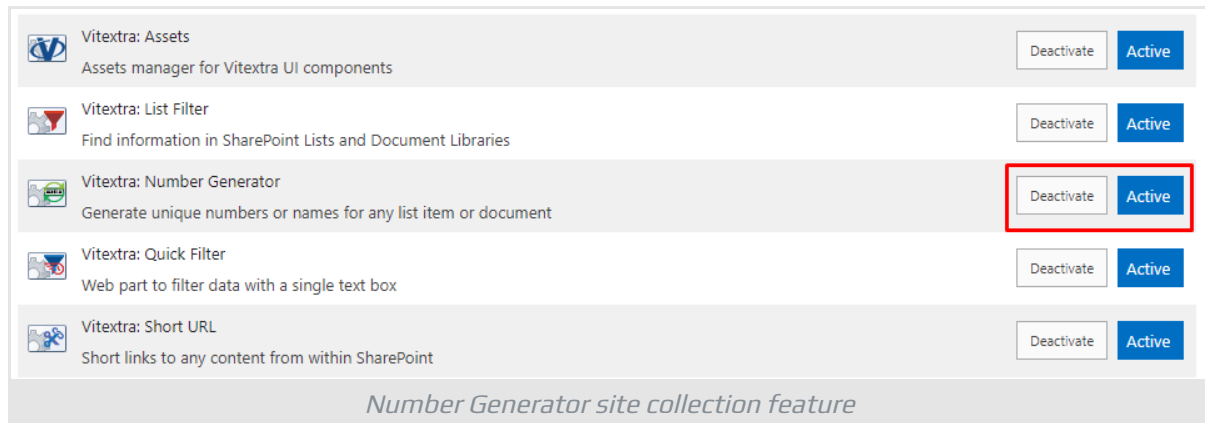 Vitextra: Assets
Assets manager for Vitextra UI components
Deactivate
Active
Vitextra: List Filter
Find information in SharePoint Lists and Document Libraries
Deactivate
Active
Vitextra: Number Generator
Generate unique numbers or names for any list item or document
Deactivate
Active
Vitextra: Quick Filter
Web part to filter data with a single text box
Deactivate
Active
Vitextra: Short URL
Short links to any content from within SharePoint
Deactivate
Active
Number Generator site collection feature